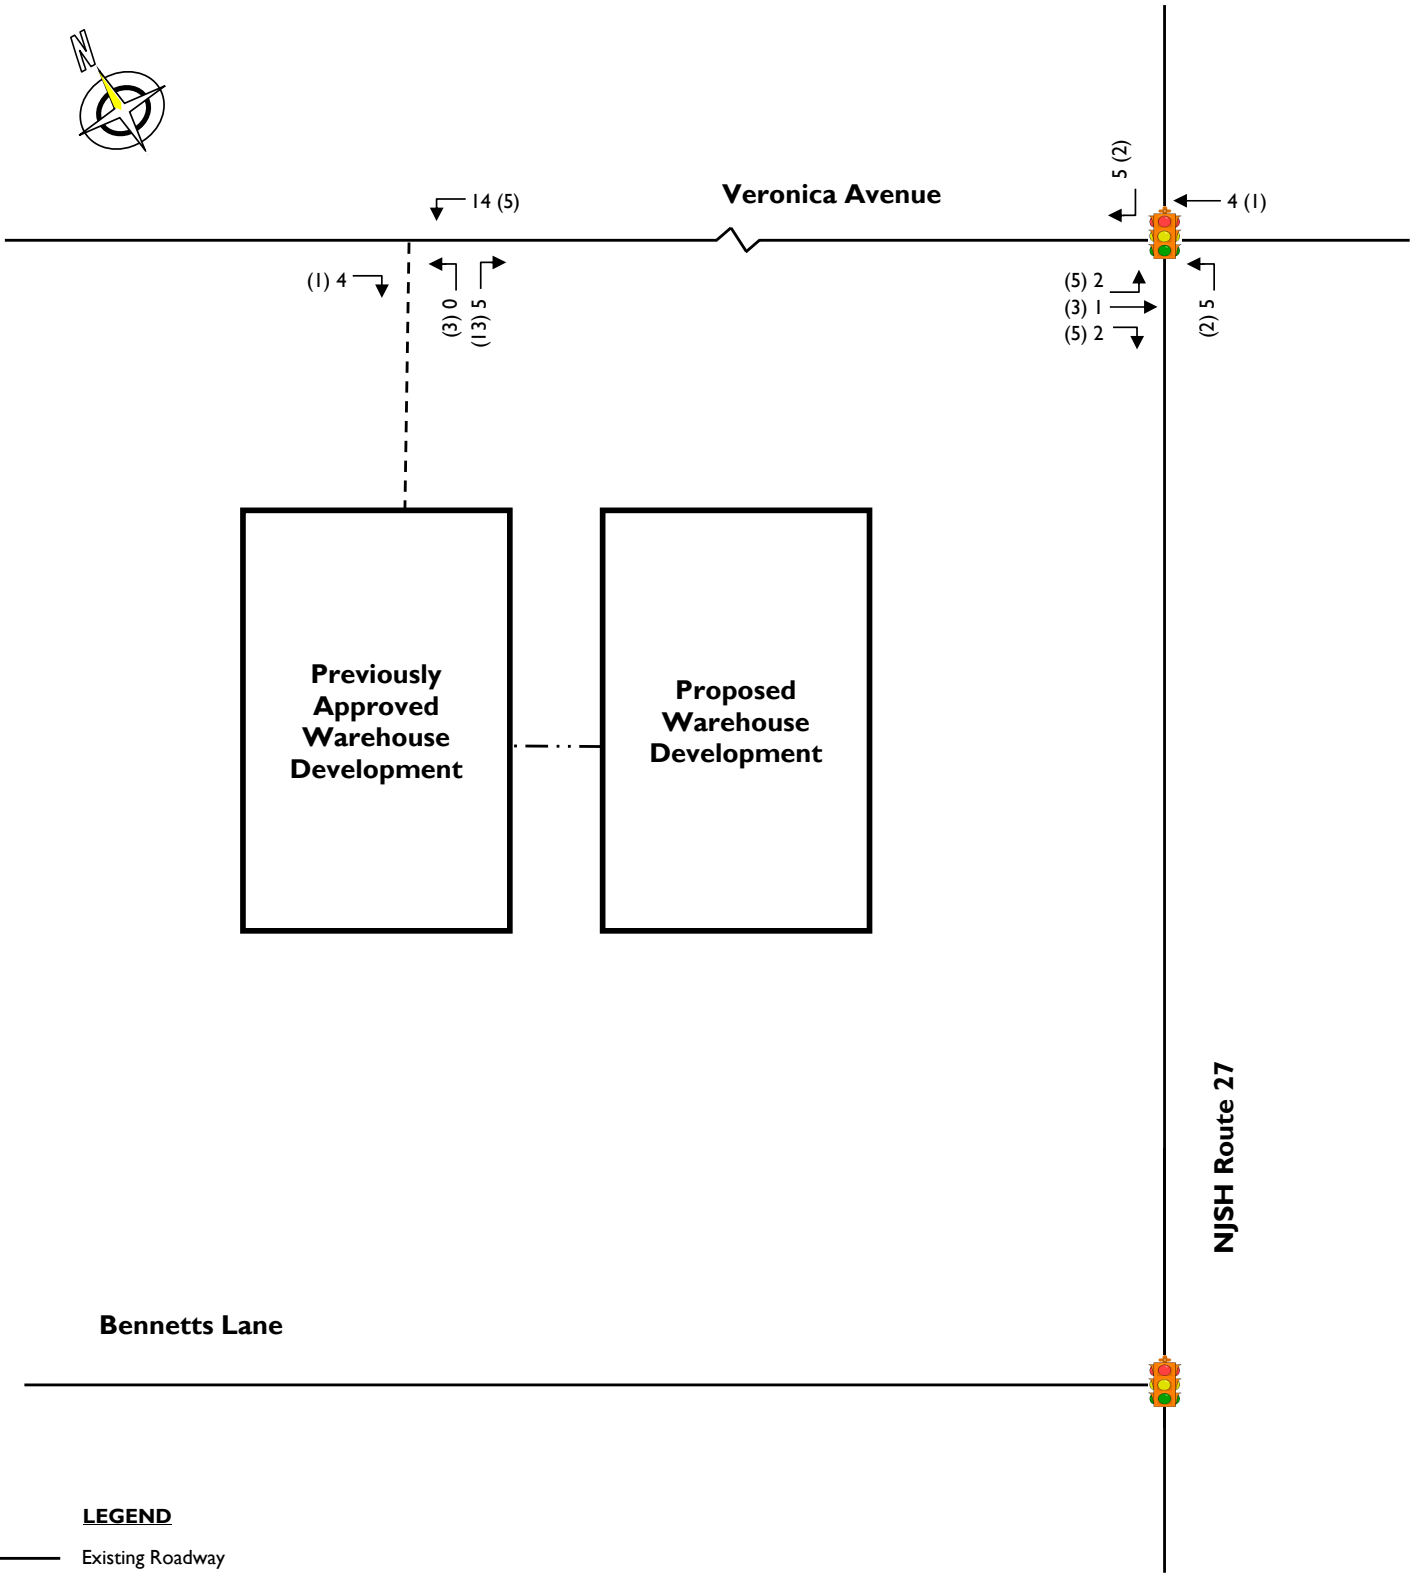 N
5 (2)
Veronica Avenue
14 (5)
4 (1)
(1) 4
(3) 0
(13) 5
(5) 2
(3) 1
(5) 2
(2) 5
Previously
Approved
Warehouse
Development
Proposed
Warehouse
Development
NJSH Route 27
Bennetts Lane
LEGEND
Existing Roadway